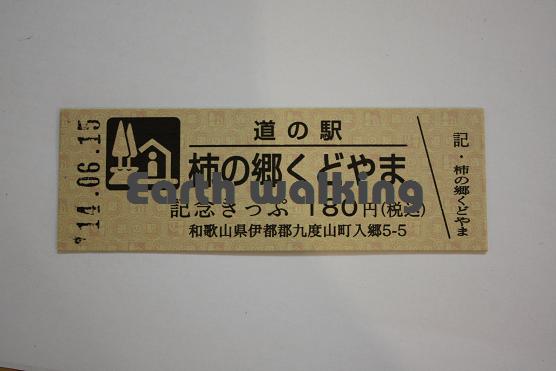 '14.06.15
道の駅
柿の郷くどやま
Earth walking
記念きっぷ 180円(税込)
和歌山県伊都郡九度山町入郷5-5
記・柿の郷くどやま